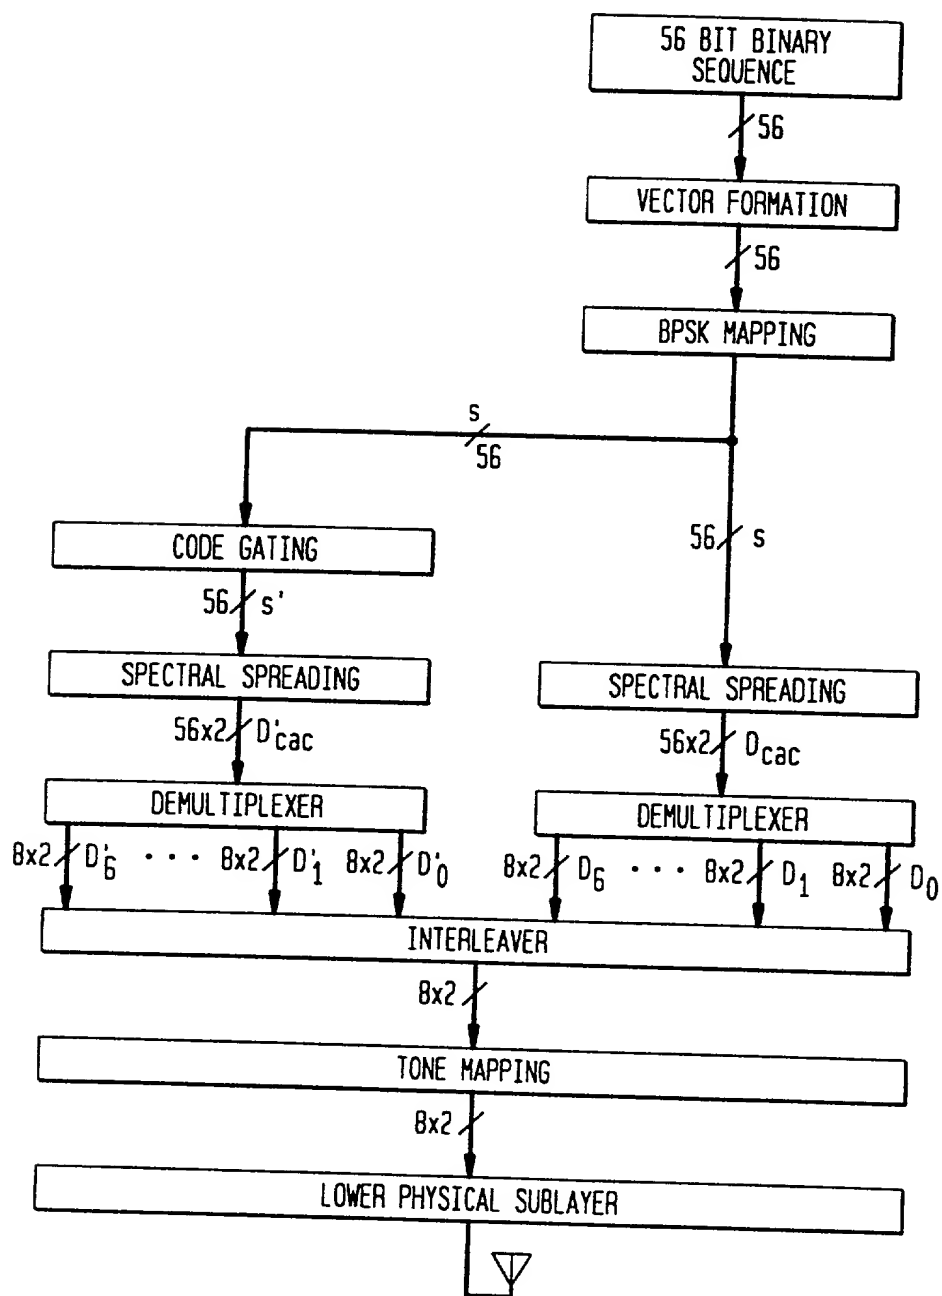 56 BIT BINARY
SEQUENCE
56
VECTOR FORMATION
56
BPSK MAPPING
s
56
56 s
CODE GATING
56 s'
SPECTRAL SPREADING
SPECTRAL SPREADING
56x2 D'cac
56x2 Dcac
DEMULTIPLEXER
DEMULTIPLEXER
8x2 D'6 · · · 8x2 D'1 8x2 D'0
8x2 D6 · · · 8x2 D1 8x2 D0
INTERLEAVER
8x2
TONE MAPPING
8x2
LOWER PHYSICAL SUBLAYER